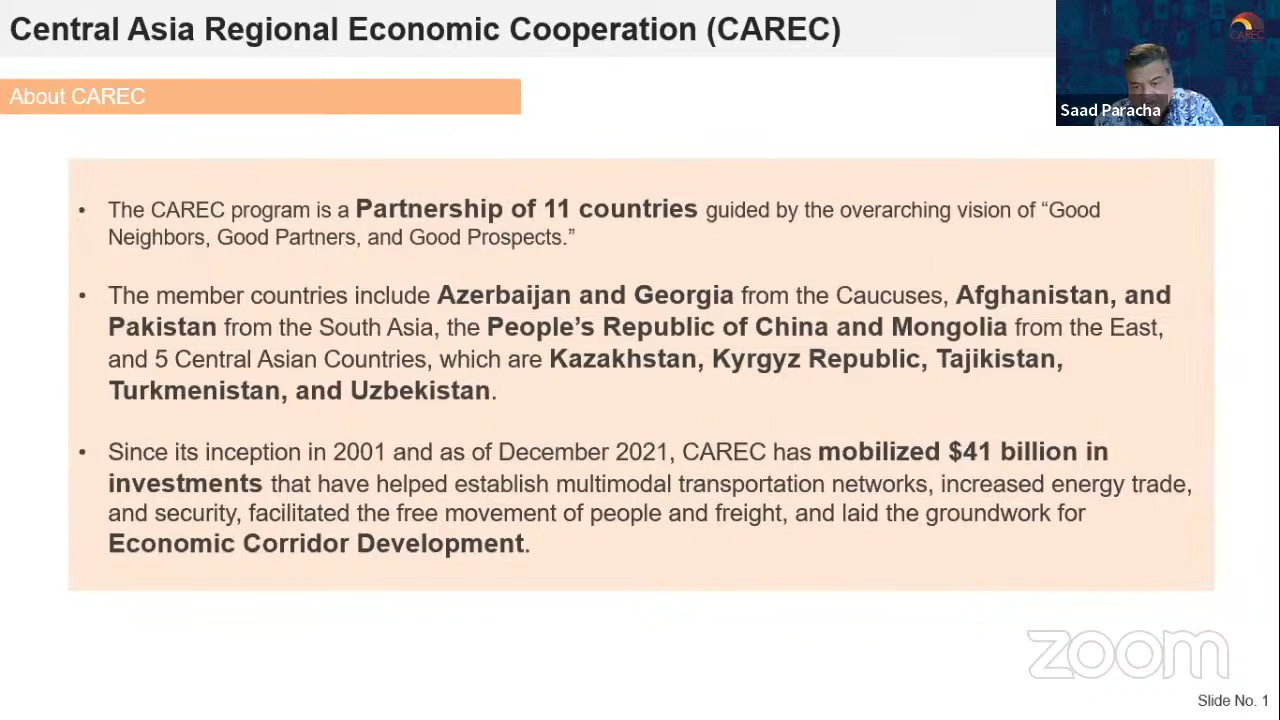 Central Asia Regional Economic Cooperation (CAREC)
CAREC
Saad Paracha
About CAREC
• The CAREC program is a Partnership of 11 countries guided by the overarching vision of “Good
Neighbors, Good Partners, and Good Prospects.”
• The member countries include Azerbaijan and Georgia from the Caucuses, Afghanistan, and
Pakistan from the South Asia, the People’s Republic of China and Mongolia from the East,
and 5 Central Asian Countries, which are Kazakhstan, Kyrgyz Republic, Tajikistan,
Turkmenistan, and Uzbekistan.
• Since its inception in 2001 and as of December 2021, CAREC has mobilized $41 billion in
investments that have helped establish multimodal transportation networks, increased energy trade,
and security, facilitated the free movement of people and freight, and laid the groundwork for
Economic Corridor Development.
zoom
Slide No. 1